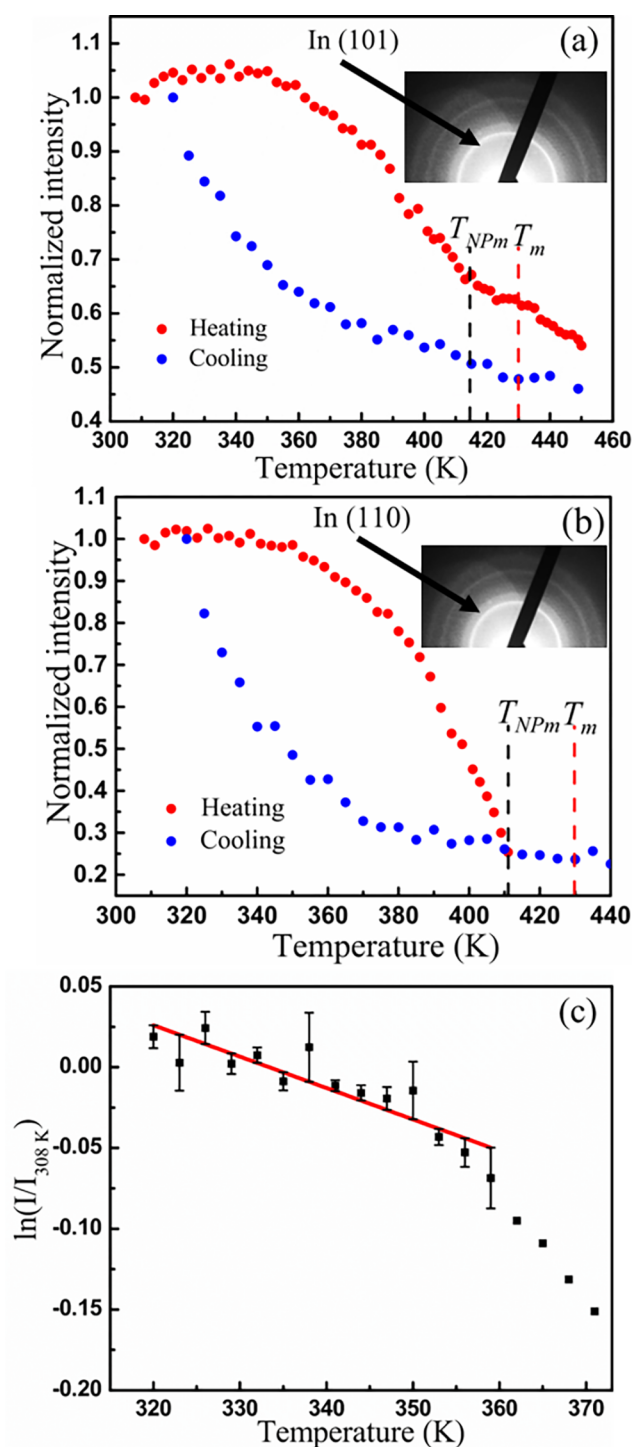 (a)
In (101)
1.1
1.0
0.9
0.8
0.7
0.6
0.5
0.4
Normalized intensity
T_NPm T_m
Heating
Cooling
300 320 340 360 380 400 420 440 460
Temperature (K)
(b)
In (110)
1.1
1.0
0.9
0.8
0.7
0.6
0.5
0.4
0.3
0.2
Normalized intensity
T_NPm T_m
Heating
Cooling
300 320 340 360 380 400 420 440
Temperature (K)
(c)
0.05
0.00
-0.05
-0.10
-0.15
-0.20
ln(I/I_308 K)
320 330 340 350 360 370
Temperature (K)